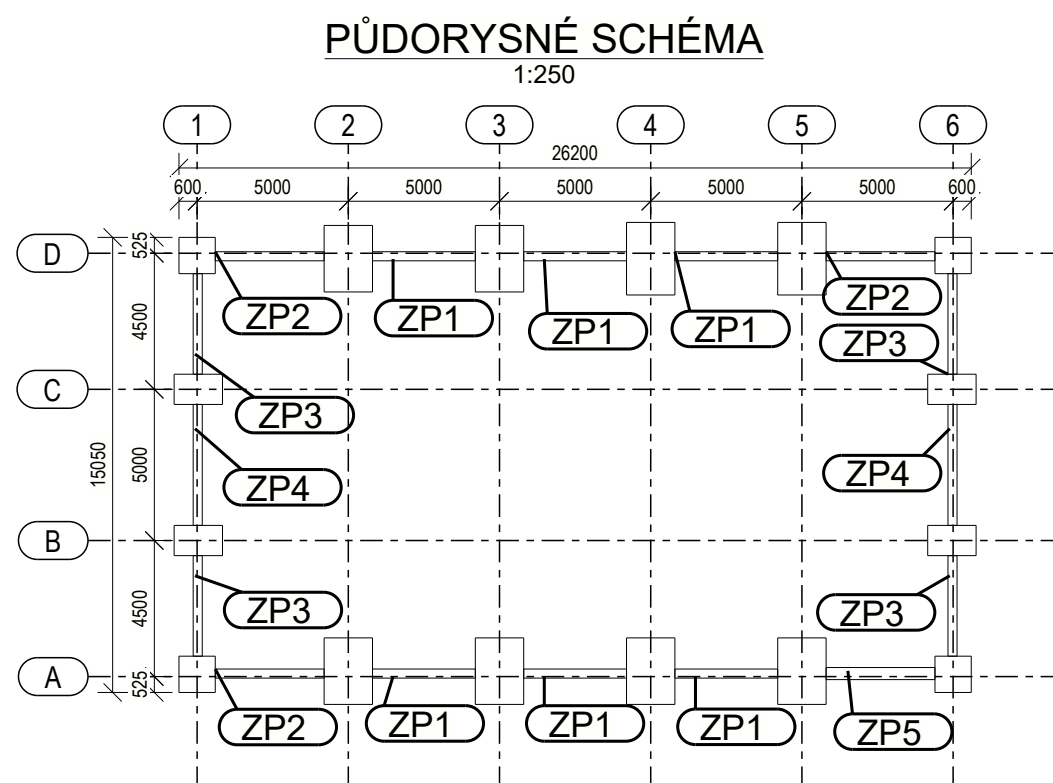 PŮDORYSNÉ SCHÉMA
1:250
1 2 3 4 5 6
26200
600 5000 5000 5000 5000 5000 600
D
525
ZP2 ZP1 ZP1 ZP1 ZP2
4500
ZP3
C
ZP3
15050
5000
ZP4 ZP4
B
4500
ZP3 ZP3
A
525
ZP2 ZP1 ZP1 ZP1 ZP5